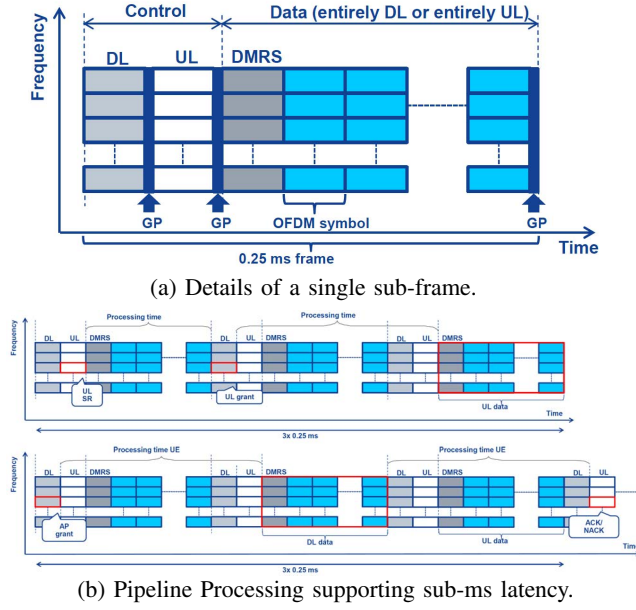 Control
Data (entirely DL or entirely UL)
Frequency
DL
UL
DMRS
GP
GP
OFDM symbol
GP
Time
0.25 ms frame
(a) Details of a single sub-frame.
Frequency
Processing time
Processing time
DL UL DMRS
DL UL DMRS
DL UL DMRS
UL
SR
UL grant
UL data
Time
3x 0.25 ms
Frequency
Processing time UE
Processing time UE
DL UL DMRS
DL UL DMRS
DL UL DMRS
DL UL
AP
grant
DL data
UL data
ACK/
NACK
Time
3x 0.25 ms
(b) Pipeline Processing supporting sub-ms latency.